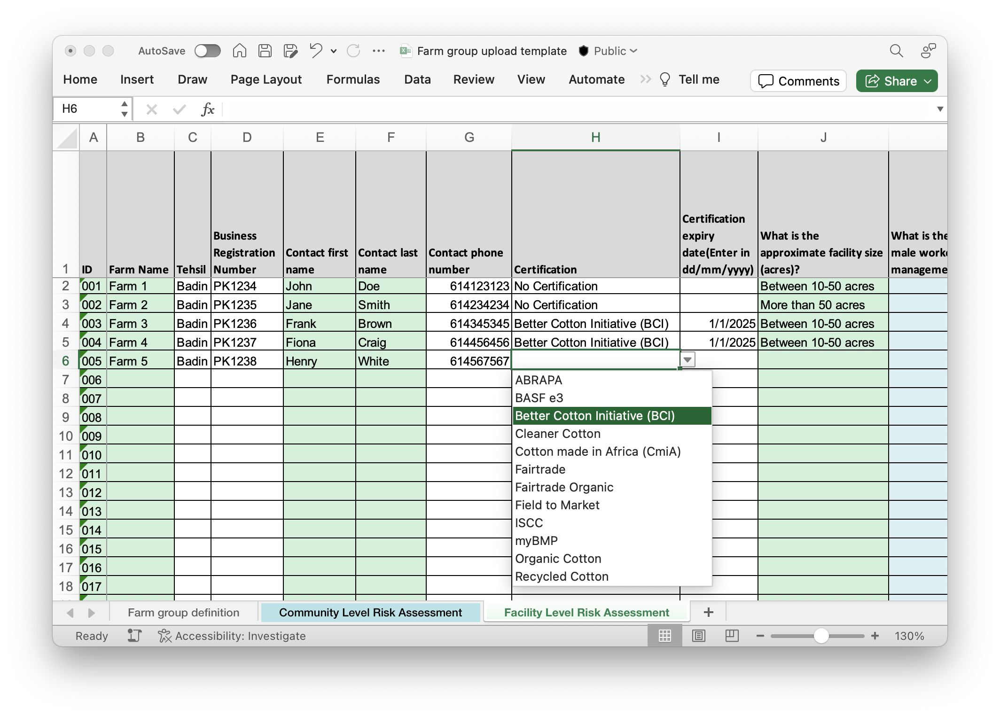 AutoSave
Farm group upload template
Public
Home Insert Draw Page Layout Formulas Data Review View Automate Tell me Comments Share
H6 fx
A B C D E F G H I J
1 ID Farm Name Tehsil Business Registration Number Contact first name Contact last name Contact phone number Certification Certification expiry date(Enter in dd/mm/yyyy) What is the approximate facility size (acres)? What is the male work manageme
2 001 Farm 1 Badin PK1234 John Doe 614123123 No Certification Between 10-50 acres
3 002 Farm 2 Badin PK1235 Jane Smith 614234234 No Certification More than 50 acres
4 003 Farm 3 Badin PK1236 Frank Brown 614345345 Better Cotton Initiative (BCI) 1/1/2025 Between 10-50 acres
5 004 Farm 4 Badin PK1237 Fiona Craig 614456456 Better Cotton Initiative (BCI) 1/1/2025 Between 10-50 acres
6 005 Farm 5 Badin PK1238 Henry White 614567567
7 006
8 007
9 008
10 009
11 010
12 011
13 012
14 013
15 014
16 015
17 016
18 017
ABRAPA
BASF e3
Better Cotton Initiative (BCI)
Cleaner Cotton
Cotton made in Africa (CmiA)
Fairtrade
Fairtrade Organic
Field to Market
ISCC
myBMP
Organic Cotton
Recycled Cotton
Farm group definition Community Level Risk Assessment Facility Level Risk Assessment
Ready Accessibility: Investigate 130%